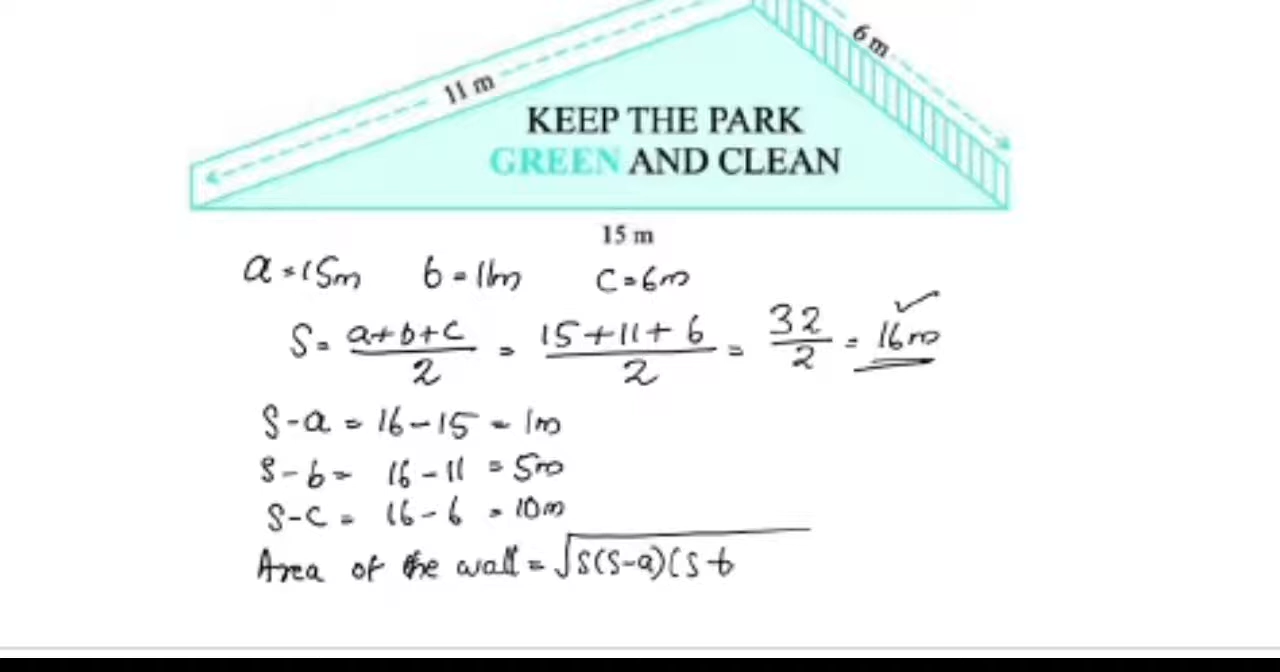 11 m
6 m
KEEP THE PARK
GREEN AND CLEAN
15 m
a = 15m b = 11m c = 6m
S = a+b+c/2 = 15+11+6/2 = 32/2 = 16m ✓
S-a = 16-15 = 1m
S-b = 16-11 = 5m
S-c = 16-6 = 10m
Area of the wall = √S(S-a)(S-b